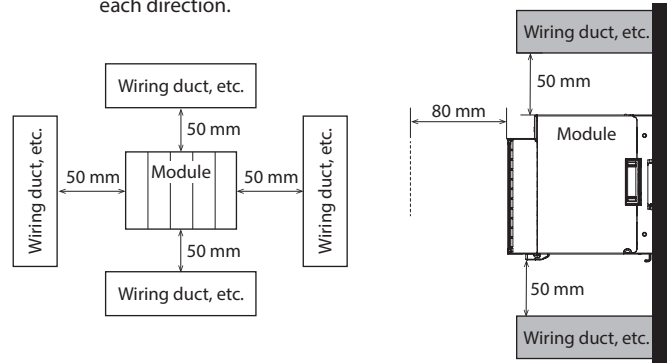 each direction.
Wiring duct, etc.
50 mm
Wiring duct, etc.
50 mm
Module
50 mm
Wiring duct, etc.
50 mm
Wiring duct, etc.
Wiring duct, etc.
50 mm
80 mm
Module
50 mm
Wiring duct, etc.